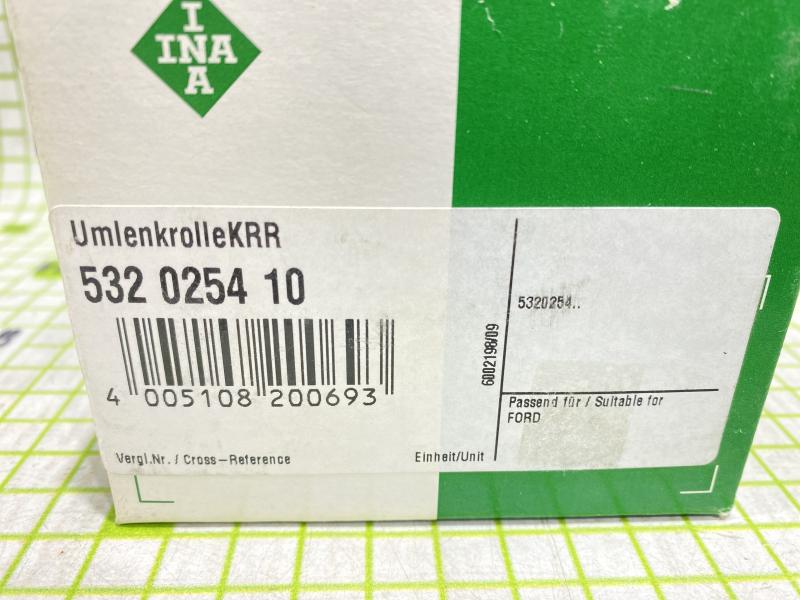 I
INA
A
UmlenkrolleKRR
532 0254 10
4 005108 200693
Vergl.Nr. / Cross-Reference
Einheit/Unit
6002198/09
5320254..
Passend für / Suitable for
FORD